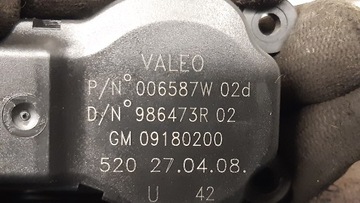 VALEO
P/N° 006587W 02d
D/N° 986473R 02
GM 09180200
520 27.04.08.
U 42